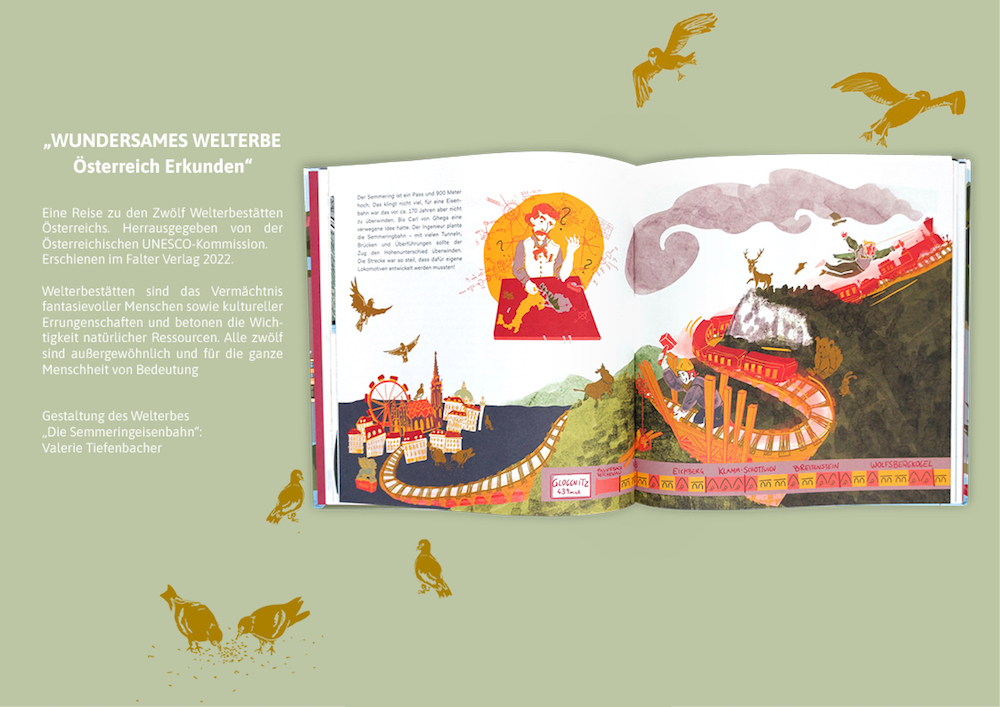 „WUNDERSAMES WELTERBE
Österreich Erkunden“
Eine Reise zu den Zwölf Welterbestätten
Österreichs. Herrausgegeben von der
Österreichischen UNESCO-Kommission.
Erschienen im Falter Verlag 2022.
Welterbestätten sind das Vermächtnis
fantasievoller Menschen sowie kultureller
Errungenschaften und betonen die Wich-
tigkeit natürlicher Ressourcen. Alle zwölf
sind außergewöhnlich und für die ganze
Menschheit von Bedeutung
Gestaltung des Welterbes
„Die Semmeringeisenbahn“:
Valerie Tiefenbacher
Der Semmering ist ein Pass und 900 Meter
hoch. Das klingt nicht viel, für eine Eisen-
bahn war das vor ca. 170 Jahren aber nicht
zu überwinden. Bis Carl von Ghega eine
verwegene Idee hatte. Der Ingenieur plante
die Semmeringbahn – mit vielen Tunneln,
Brücken und Überführungen sollte der
Zug den Höhenunterschied überwinden.
Die Strecke war so steil, dass dafür eigene
Lokomotiven entwickelt werden mussten!
? ? ?
GLOGGNITZ
439m
EICHBERG KLAMM-SCHOTTWIEN BREITENSTEIN WOLFSBERGKOGEL